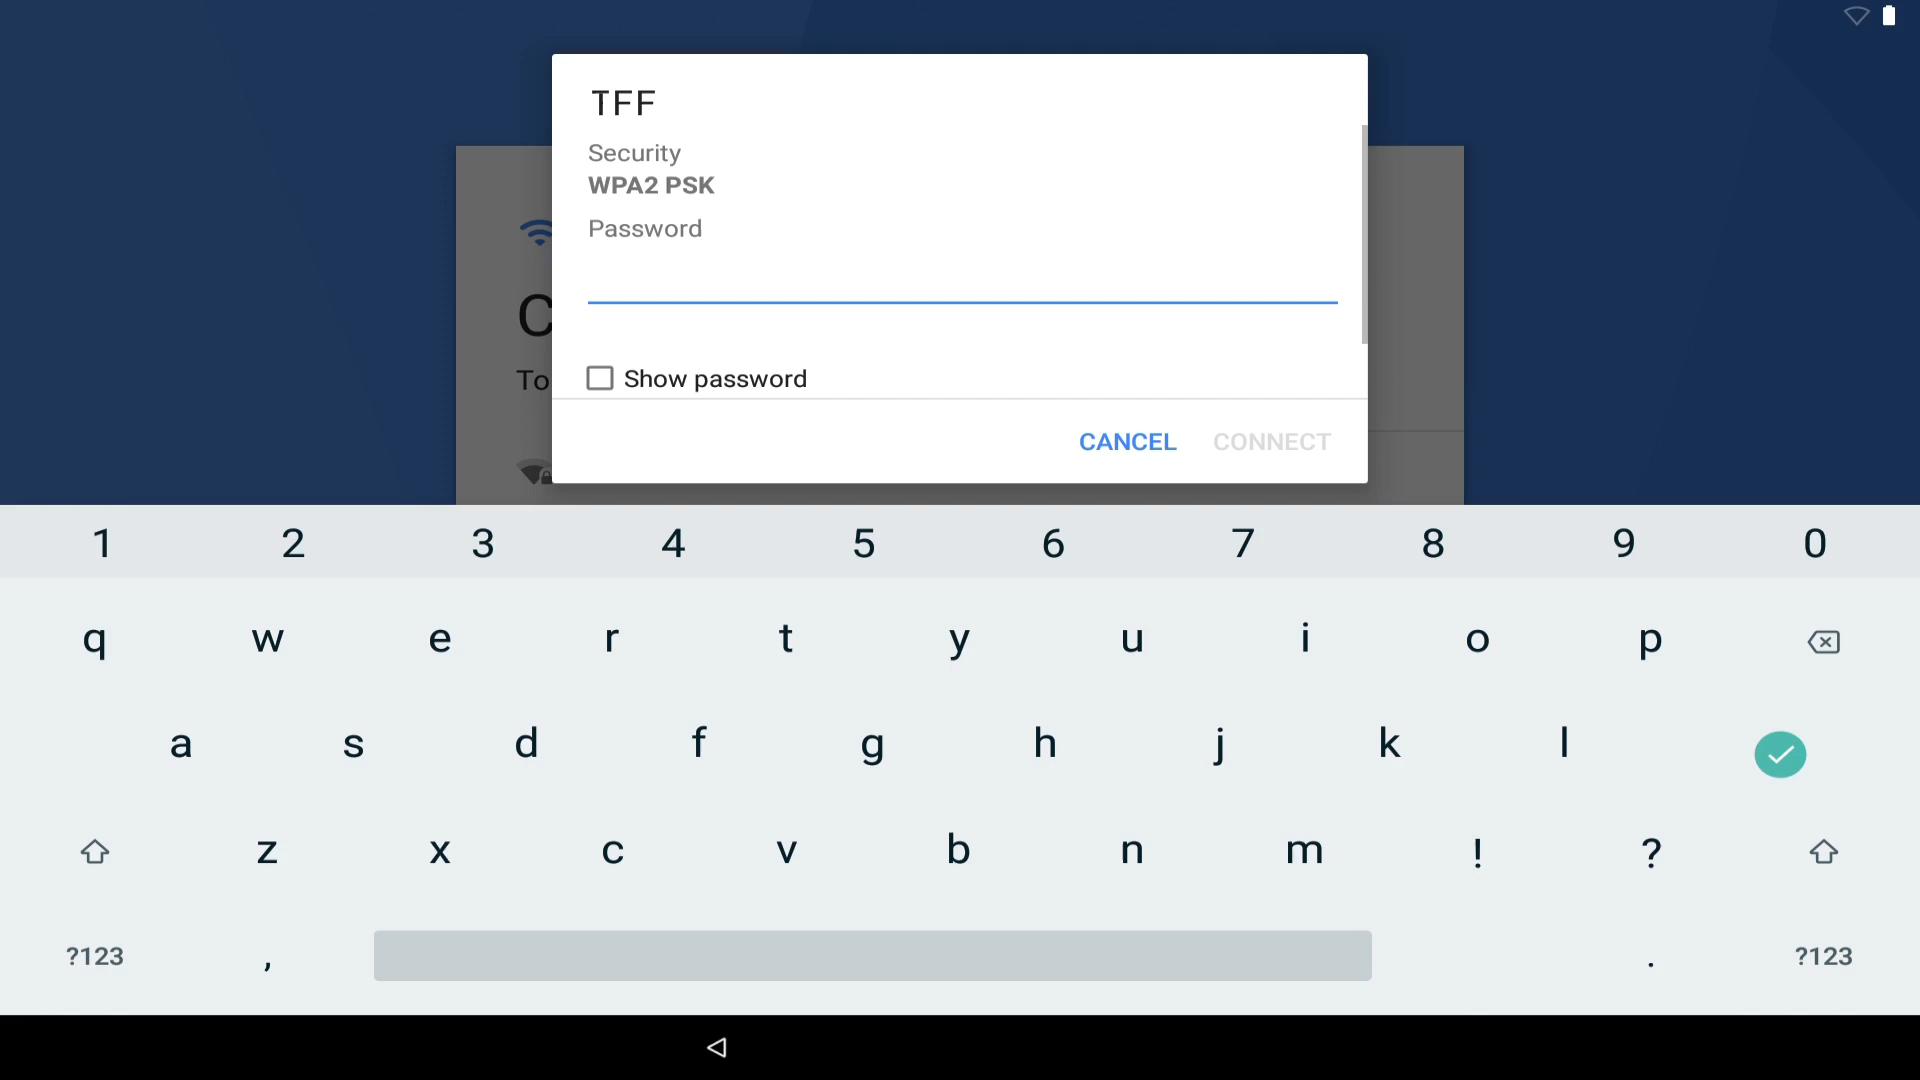 TFF
Security
WPA2 PSK
Password
C
To
Show password
CANCEL CONNECT
1 2 3 4 5 6 7 8 9 0
q w e r t y u i o p
a s d f g h j k l
z x c v b n m ! ?
?123 , . ?123